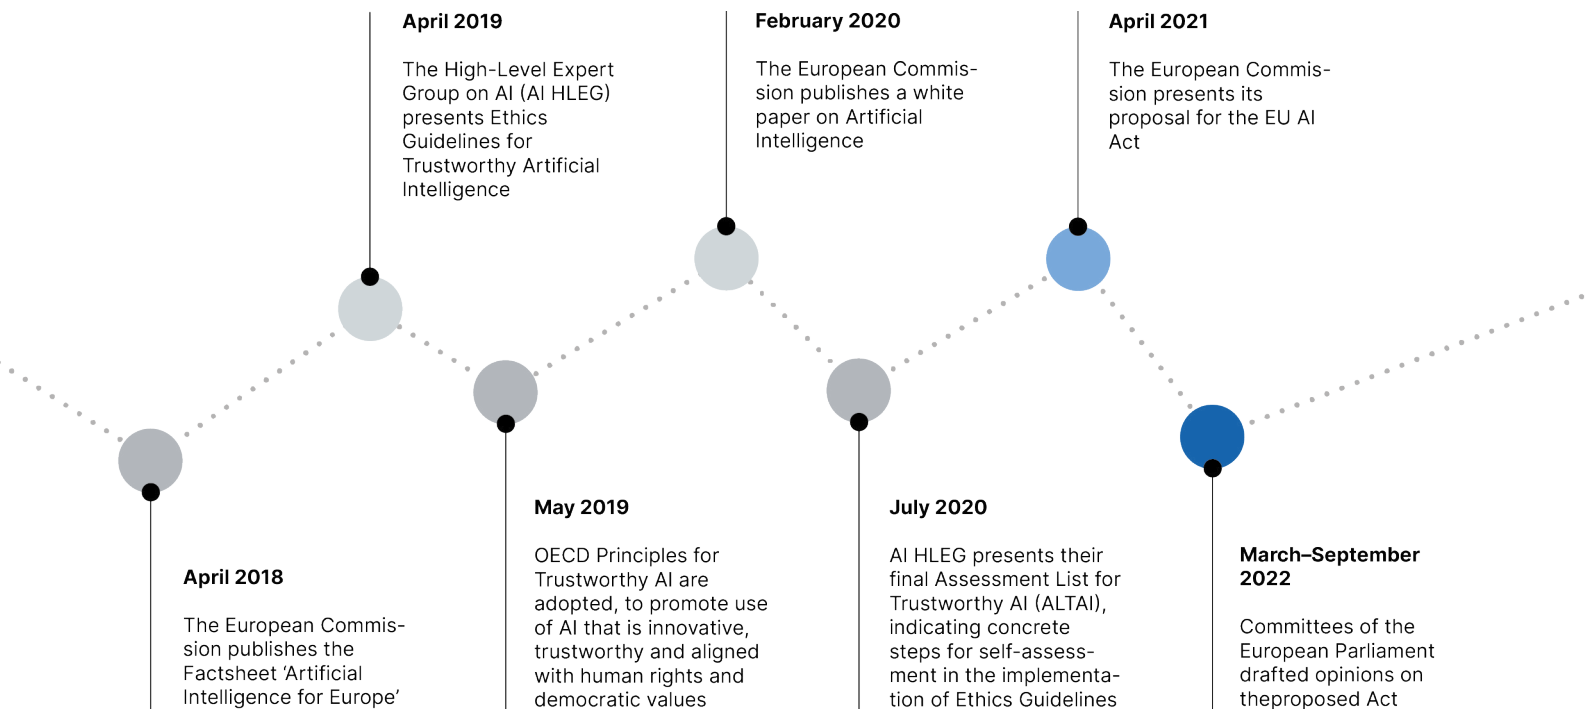 April 2019
The High-Level Expert
Group on AI (AI HLEG)
presents Ethics
Guidelines for
Trustworthy Artificial
Intelligence
February 2020
The European Commis-
sion publishes a white
paper on Artificial
Intelligence
April 2021
The European Commis-
sion presents its
proposal for the EU AI
Act
April 2018
The European Commis-
sion publishes the
Factsheet ‘Artificial
Intelligence for Europe’
May 2019
OECD Principles for
Trustworthy AI are
adopted, to promote use
of AI that is innovative,
trustworthy and aligned
with human rights and
democratic values
July 2020
AI HLEG presents their
final Assessment List for
Trustworthy AI (ALTAI),
indicating concrete
steps for self-assess-
ment in the implementa-
tion of Ethics Guidelines
March–September
2022
Committees of the
European Parliament
drafted opinions on
theproposed Act